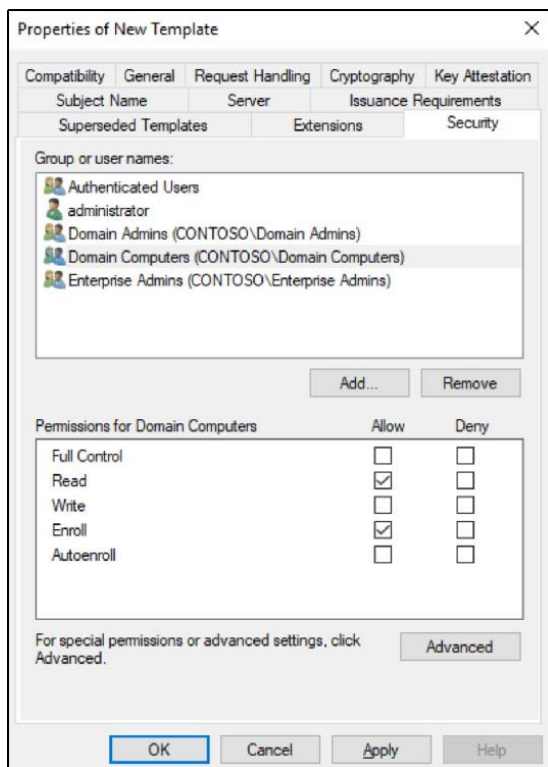 Properties of New Template
Compatibility General Request Handling Cryptography Key Attestation
Subject Name Server Issuance Requirements
Superseded Templates Extensions Security
Group or user names:
Authenticated Users
administrator
Domain Admins (CONTOSO\Domain Admins)
Domain Computers (CONTOSO\Domain Computers)
Enterprise Admins (CONTOSO\Enterprise Admins)
Add... Remove
Permissions for Domain Computers Allow Deny
Full Control
Read
Write
Enroll
Autoenroll
For special permissions or advanced settings, click
Advanced. Advanced
OK Cancel Apply Help